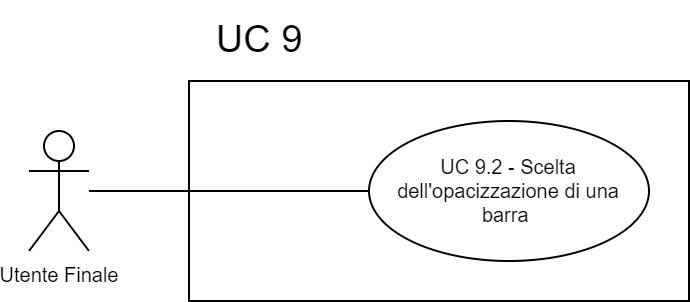 UC 9
UC 9.2 - Scelta
dell'opacizzazione di una
barra
Utente Finale